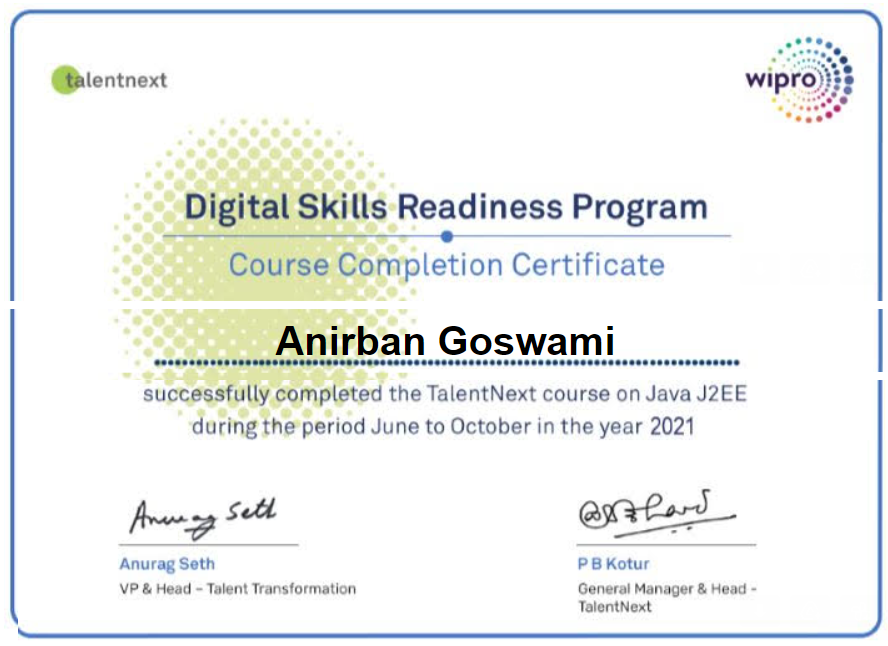 talentnext
wipro
Digital Skills Readiness Program
Course Completion Certificate
Anirban Goswami
successfully completed the TalentNext course on Java J2EE
during the period June to October in the year 2021
Anurag Seth
Anurag Seth
VP & Head – Talent Transformation
P B Kotur
General Manager & Head –
TalentNext